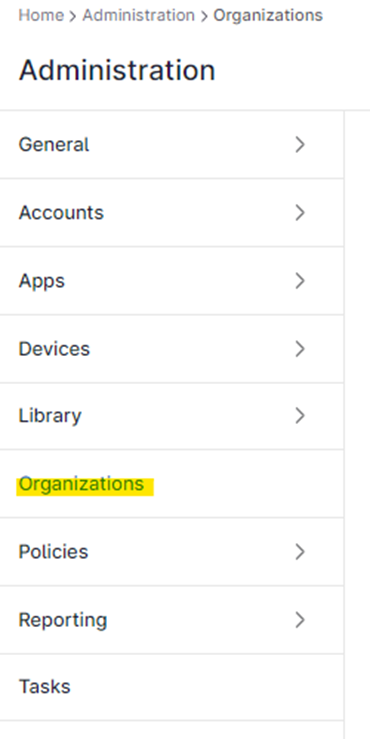 Home > Administration > Organizations
Administration
General
Accounts
Apps
Devices
Library
Organizations
Policies
Reporting
Tasks